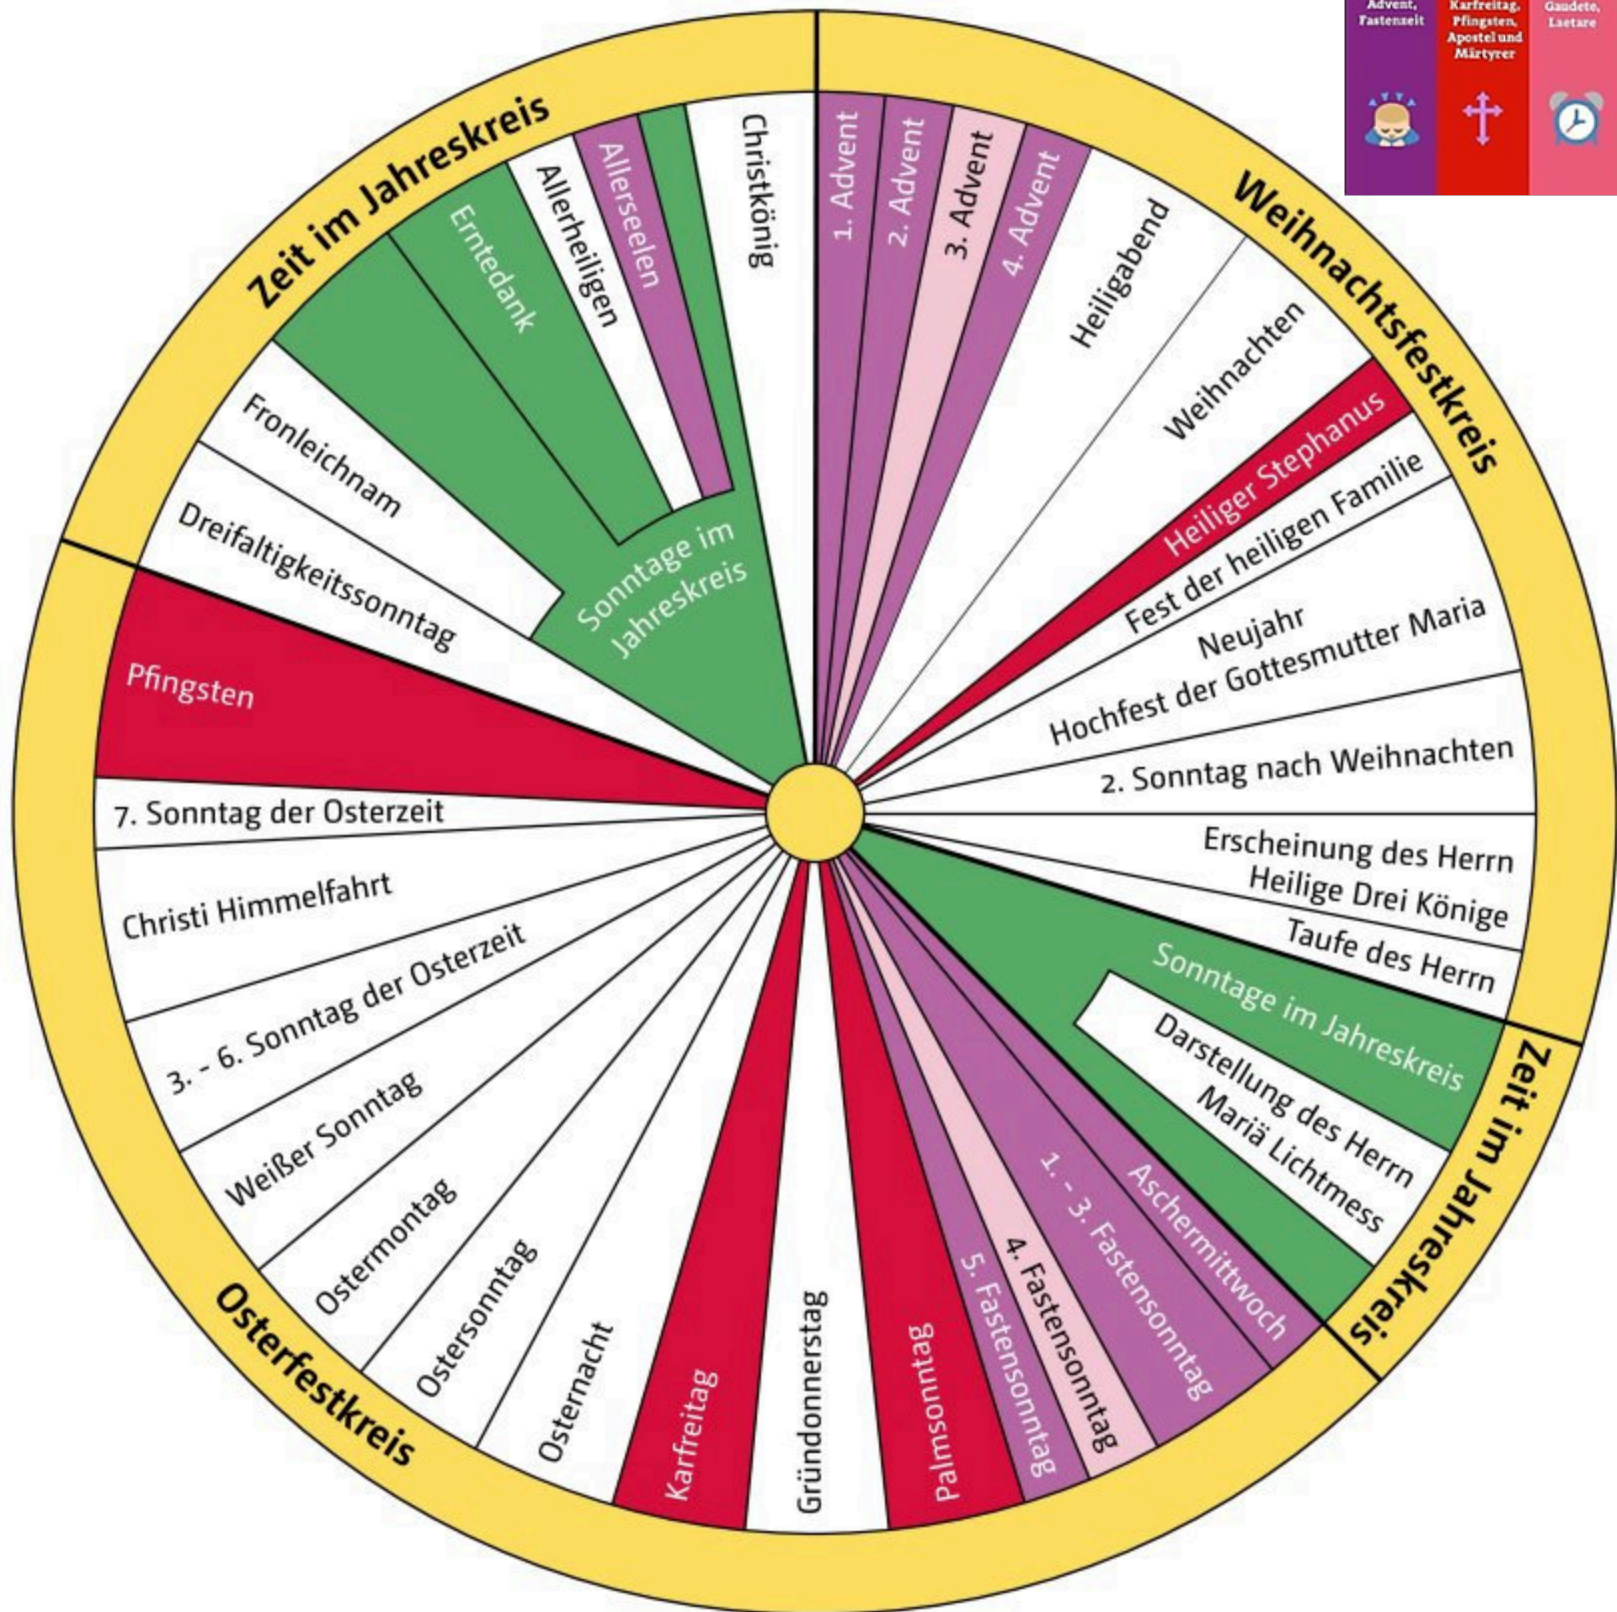 Advent,
Fastenzeit
Karfreitag,
Pfingsten,
Apostel und
Märtyrer
Gaudete,
Laetare
Weihnachtsfestkreis
1. Advent
2. Advent
3. Advent
4. Advent
Heiligabend
Weihnachten
Heiliger Stephanus
Fest der heiligen Familie
Neujahr
Hochfest der Gottesmutter Maria
2. Sonntag nach Weihnachten
Erscheinung des Herrn
Heilige Drei Könige
Taufe des Herrn
Zeit im Jahreskreis
Sonntage im Jahreskreis
Darstellung des Herrn
Mariä Lichtmess
Osterfestkreis
Aschermittwoch
1. - 3. Fastensonntag
4. Fastensonntag
5. Fastensonntag
Palmsonntag
Gründonnerstag
Karfreitag
Osternacht
Ostersonntag
Ostermontag
Weißer Sonntag
3. - 6. Sonntag der Osterzeit
Christi Himmelfahrt
7. Sonntag der Osterzeit
Pfingsten
Zeit im Jahreskreis
Dreifaltigkeitssonntag
Fronleichnam
Sonntage im
Jahreskreis
Erntedank
Allerheiligen
Allerseelen
Christkönig